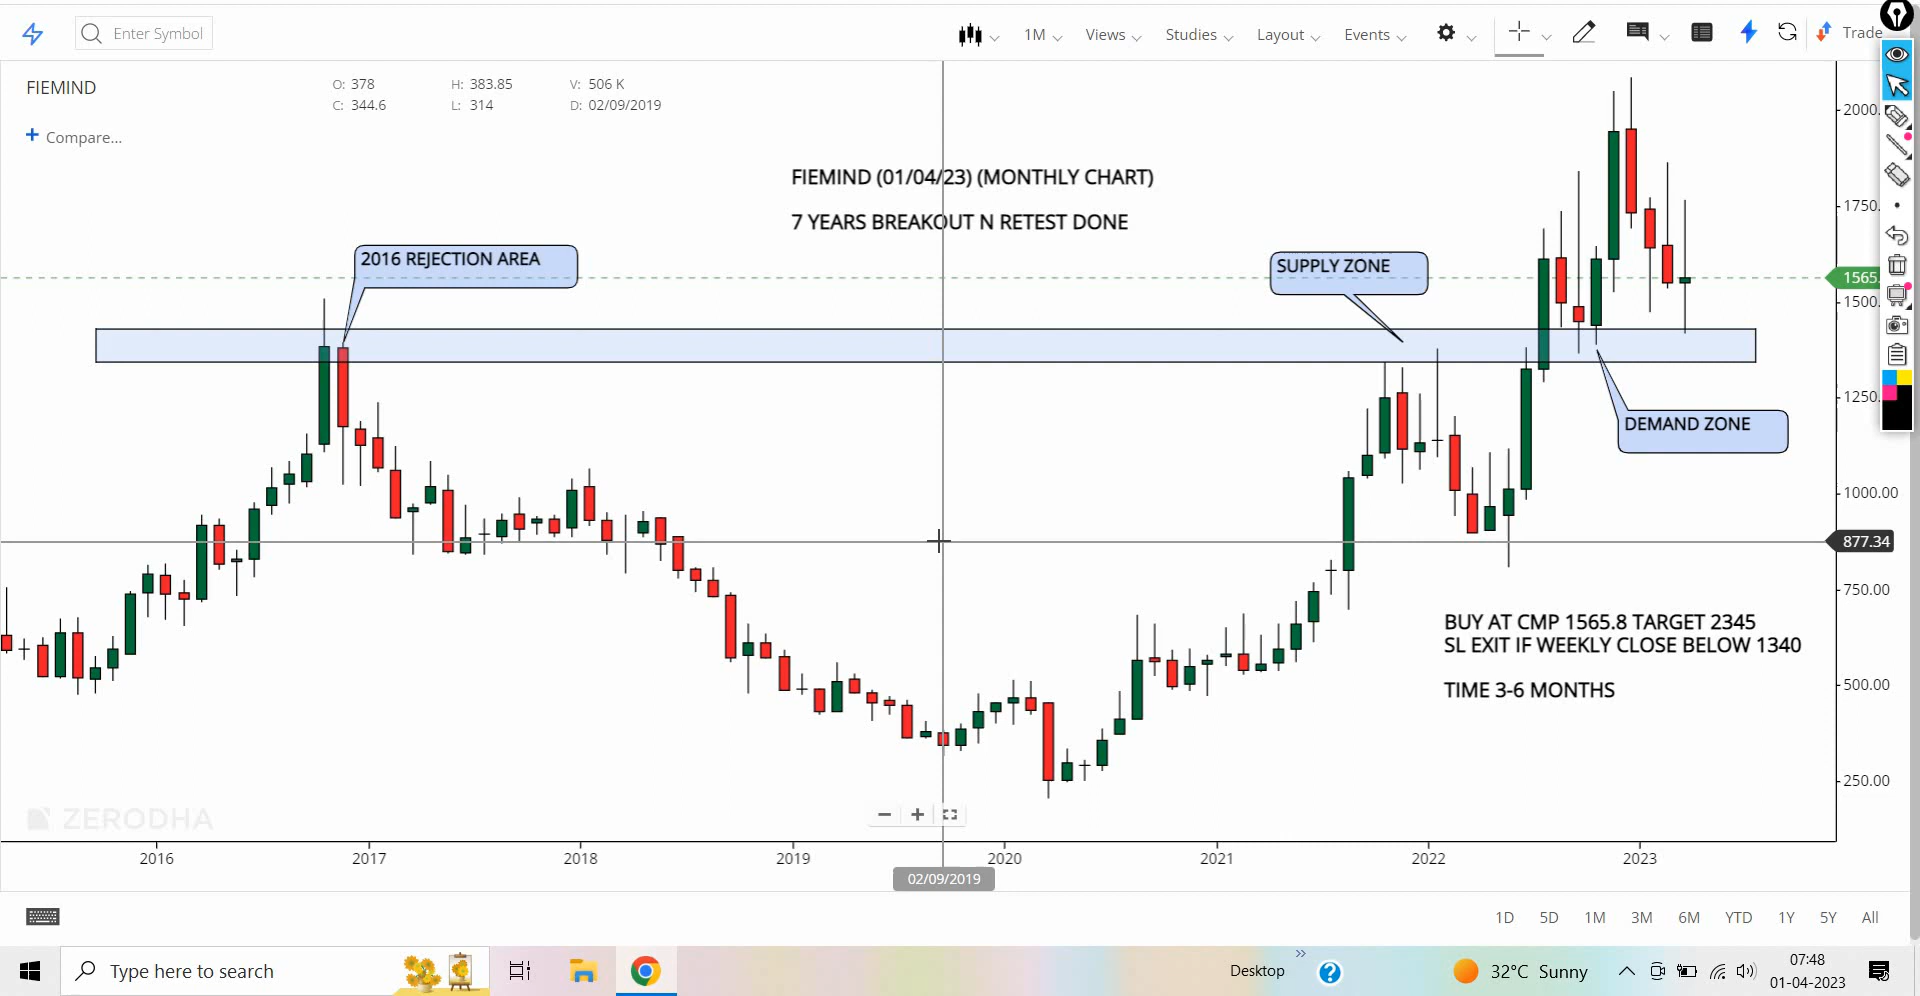 Enter Symbol
1M
Views
Studies
Layout
Events
Trade
FIEMIND
O: 378
H: 383.85
V: 506 K
C: 344.6
L: 314
D: 02/09/2019
+ Compare...
2000.
FIEMIND (01/04/23) (MONTHLY CHART)
7 YEARS BREAKOUT N RETEST DONE
1750.
2016 REJECTION AREA
SUPPLY ZONE
1565.
1500.
1250.
DEMAND ZONE
1000.00
877.34
750.00
BUY AT CMP 1565.8 TARGET 2345
SL EXIT IF WEEKLY CLOSE BELOW 1340
TIME 3-6 MONTHS
500.00
250.00
ZERODHA
2016
2017
2018
2019
2020
2021
2022
2023
02/09/2019
1D
5D
1M
3M
6M
YTD
1Y
5Y
All
Type here to search
Desktop
32°C Sunny
07:48
01-04-2023